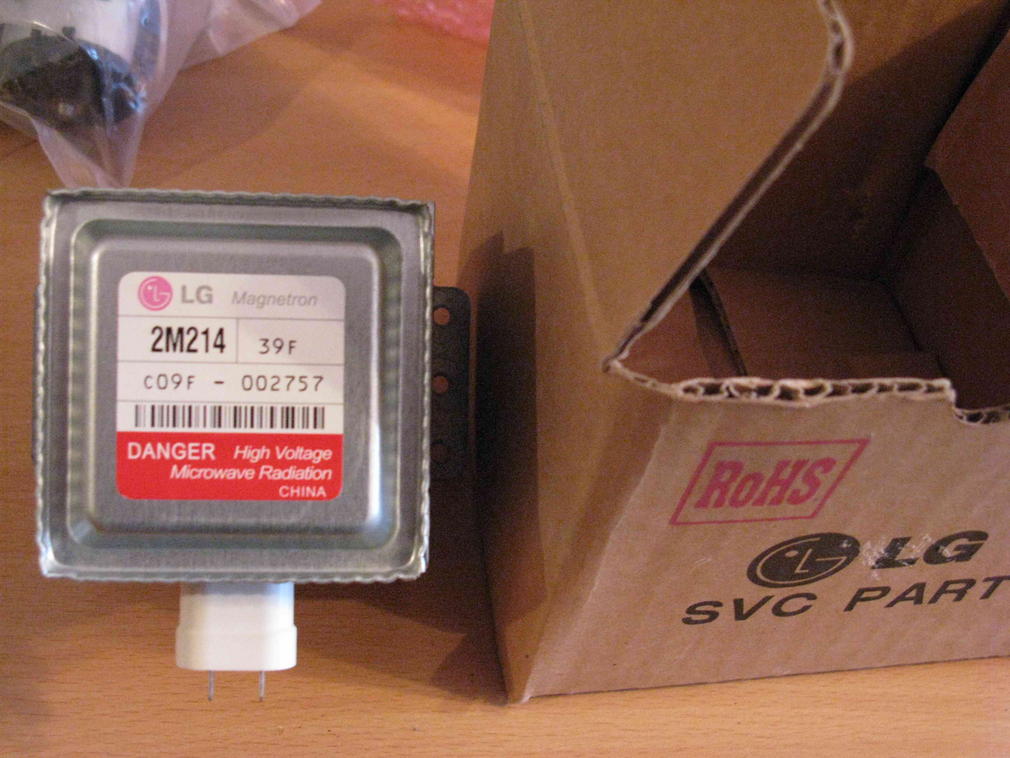 LG Magnetron
2M214 39F
C09F - 002757
DANGER High Voltage
Microwave Radiation
CHINA
RoHS
LG
SVC PART